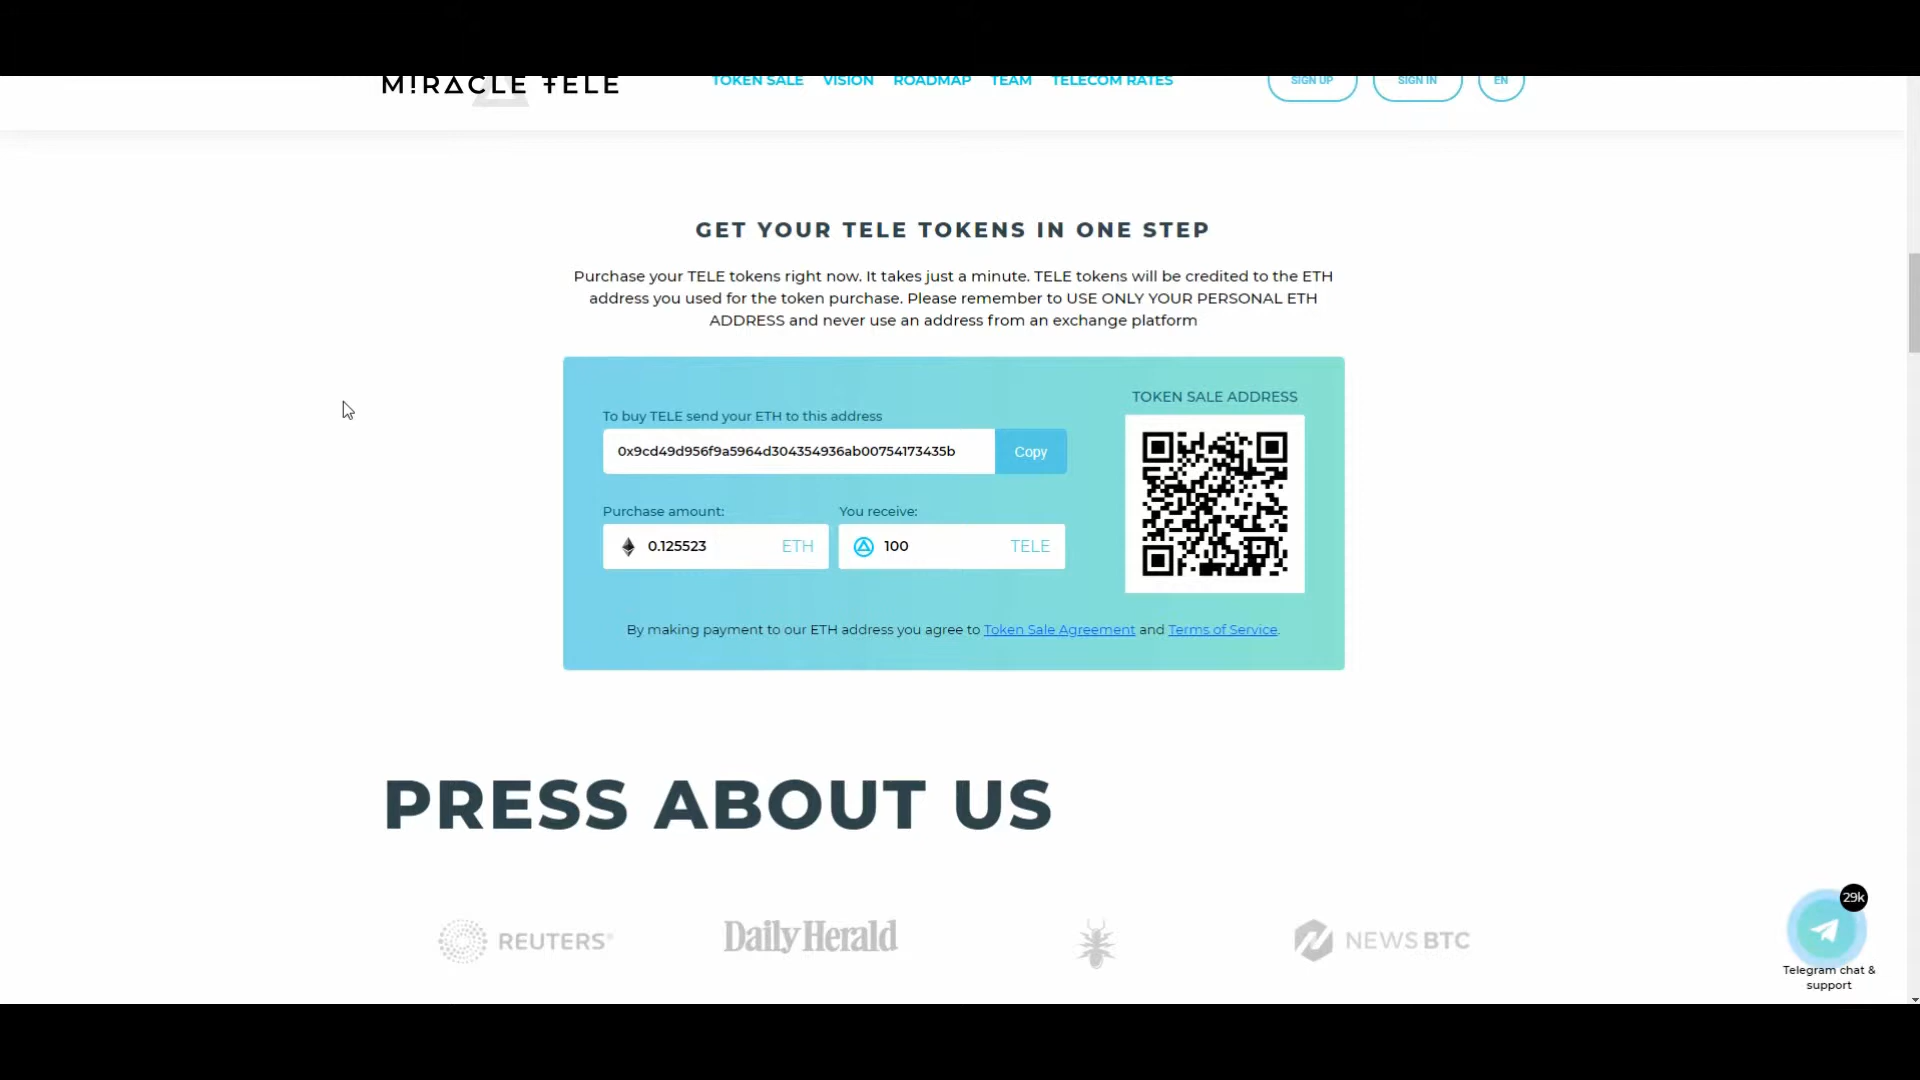 M!RACLE TELE
TOKEN SALE VISION ROADMAP TEAM TELECOM RATES SIGN UP SIGN IN EN
GET YOUR TELE TOKENS IN ONE STEP
Purchase your TELE tokens right now. It takes just a minute. TELE tokens will be credited to the ETH
address you used for the token purchase. Please remember to USE ONLY YOUR PERSONAL ETH
ADDRESS and never use an address from an exchange platform
TOKEN SALE ADDRESS
To buy TELE send your ETH to this address
0x9cd49d956f9a5964d304354936ab00754173435b Copy
Purchase amount: You receive:
0.125523 ETH 100 TELE
By making payment to our ETH address you agree to Token Sale Agreement and Terms of Service.
PRESS ABOUT US
REUTERS Daily Herald NEWS BTC
29k
Telegram chat &
support